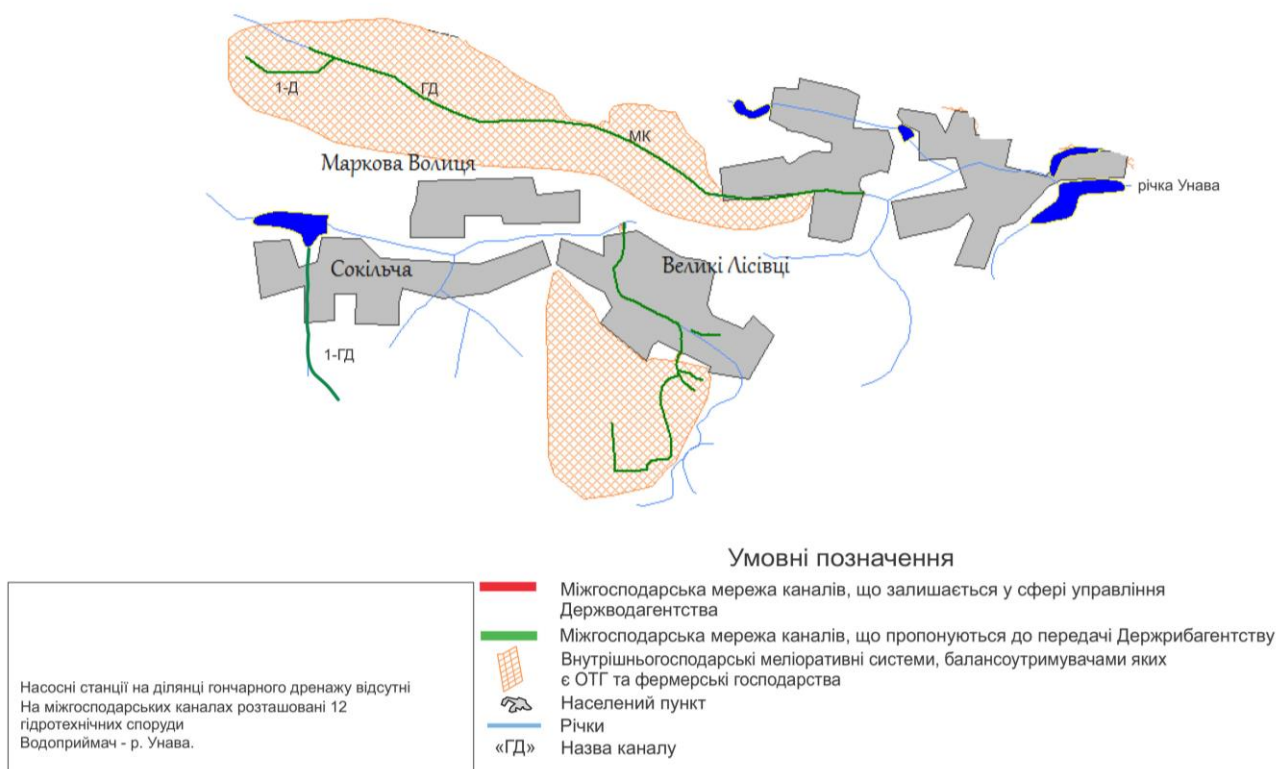 1-Д
ГД
МК
Маркова Волиця
річка Унава
Сокільча
Великі Лісівці
1-ГД
Умовні позначення
Міжгосподарська мережа каналів, що залишається у сфері управління
Держводагентства
Міжгосподарська мережа каналів, що пропонуються до передачі Держрибагентству
Внутрішньогосподарські меліоративні системи, балансоутримувачами яких
є ОТГ та фермерські господарства
Населений пункт
Річки
«ГД» Назва каналу
Насосні станції на ділянці гончарного дренажу відсутні
На міжгосподарських каналах розташовані 12
гідротехнічних споруди
Водоприймач - р. Унава.